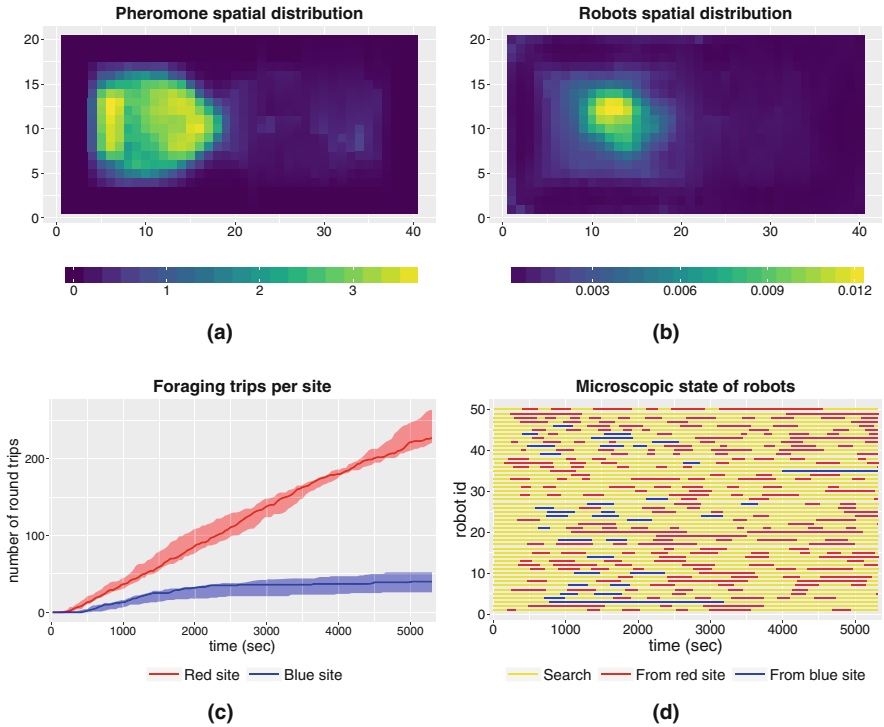 Pheromone spatial distribution
20
15
10
5
0
0 10 20 30 40
0 1 2 3
(a)
Robots spatial distribution
20
15
10
5
0
0 10 20 30 40
0.003 0.006 0.009 0.012
(b)
Foraging trips per site
number of round trips
200
100
0
0 1000 2000 3000 4000 5000
time (sec)
Red site Blue site
(c)
Microscopic state of robots
robot id
50
40
30
20
10
0
0 1000 2000 3000 4000 5000
time (sec)
Search From red site From blue site
(d)